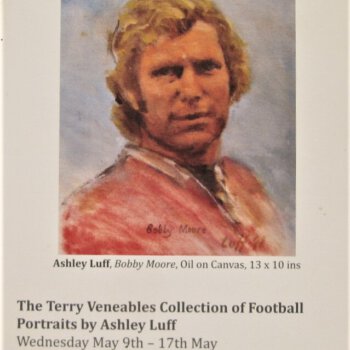 Bobby Moore
Luff
Ashley Luff, Bobby Moore, Oil on Canvas, 13 x 10 ins
The Terry Veneables Collection of Football
Portraits by Ashley Luff
Wednesday May 9th – 17th May